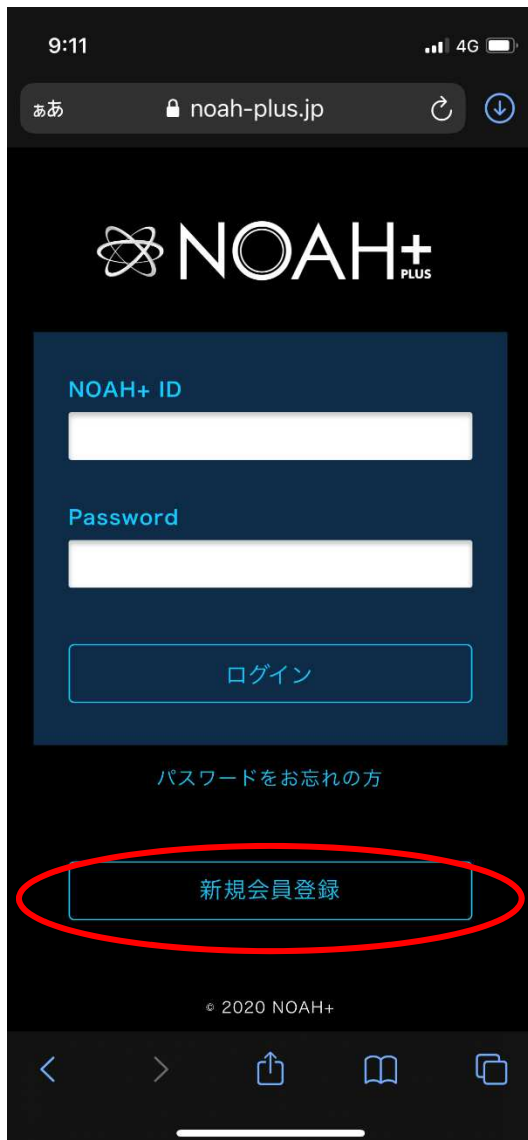 9:11
4G
ぁあ
noah-plus.jp
NOAH+
PLUS
NOAH+ ID
Password
ログイン
パスワードをお忘れの方
新規会員登録
© 2020 NOAH+